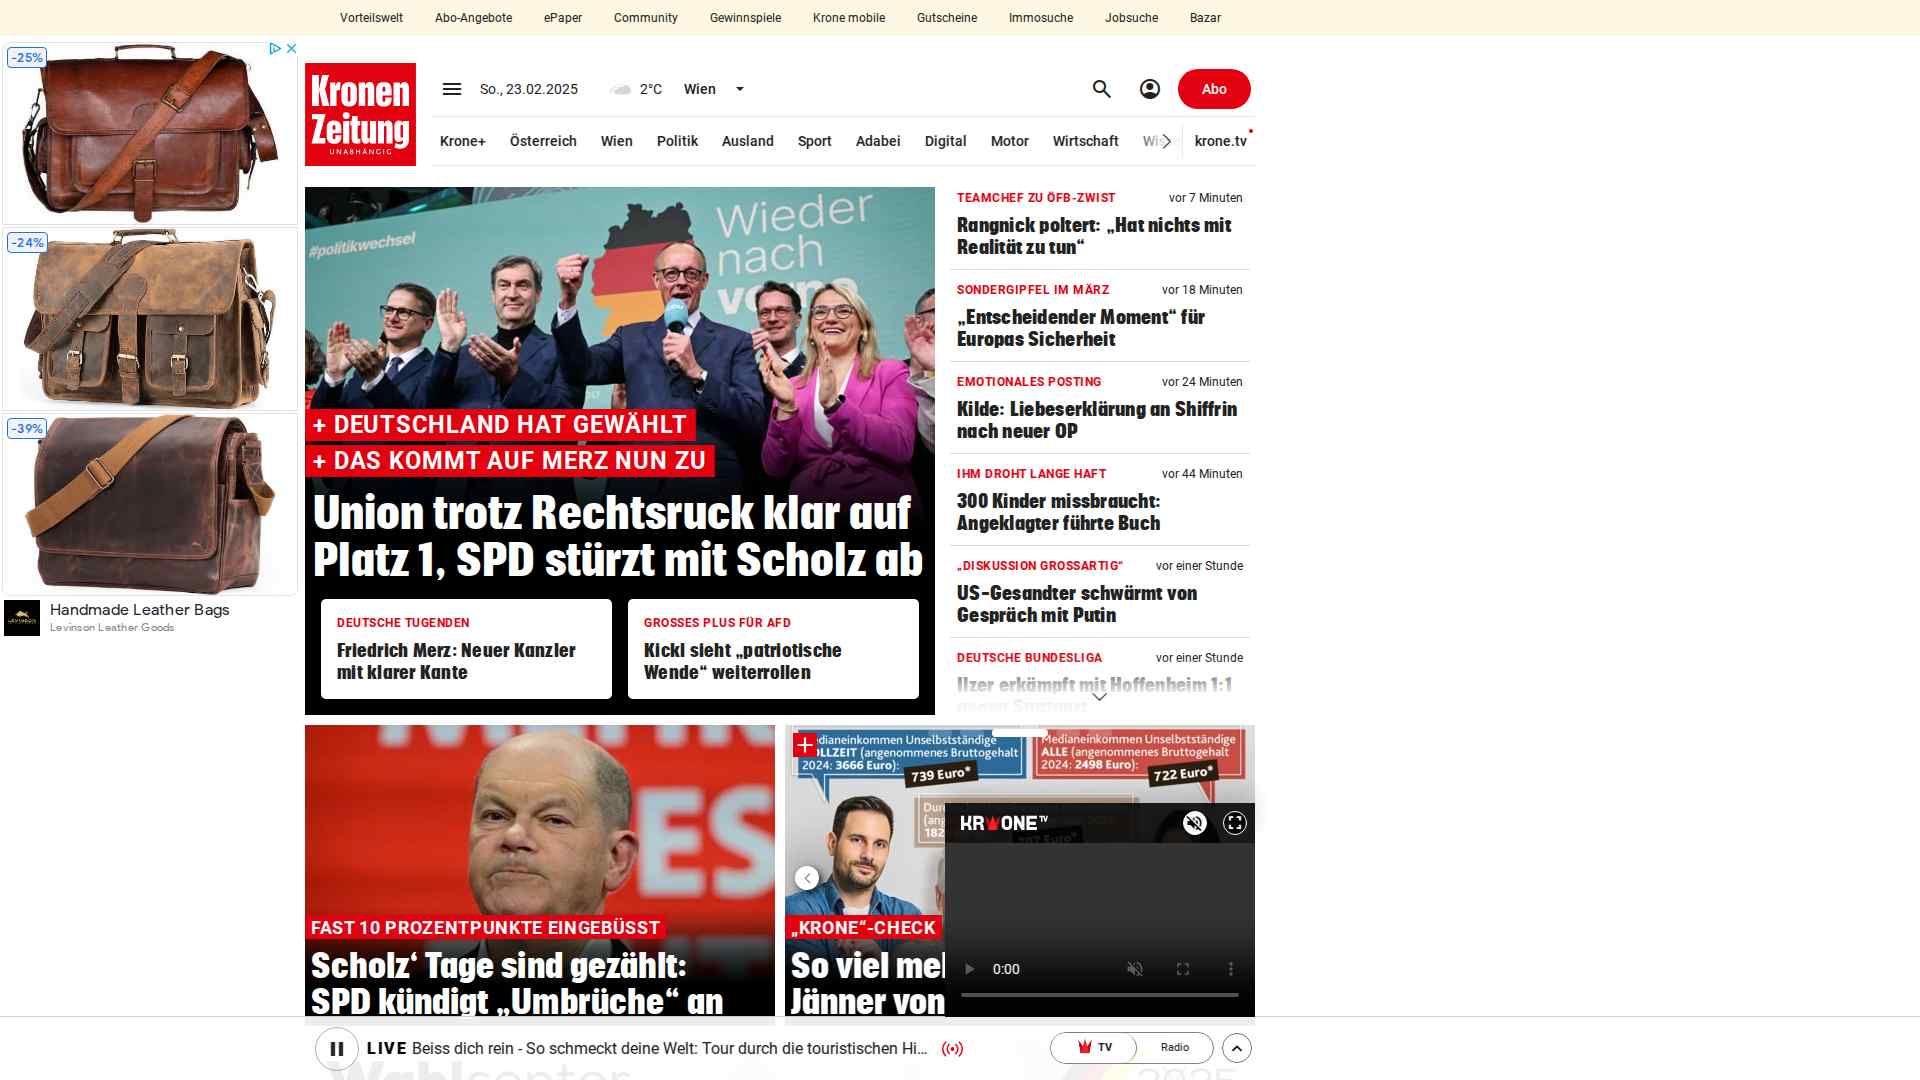 Vorteilswelt Abo-Angebote ePaper Community Gewinnspiele Krone mobile Gutscheine Immosuche Jobsuche Bazar
-25%
-24%
-39%
Handmade Leather Bags
Levinson Leather Goods
Kronen
Zeitung
UNABHÄNGIG
So., 23.02.2025 2°C Wien
Abo
Krone+ Österreich Wien Politik Ausland Sport Adabei Digital Motor Wirtschaft krone.tv
#politikwechsel
Wieder
nach
vorne
+ DEUTSCHLAND HAT GEWÄHLT
+ DAS KOMMT AUF MERZ NUN ZU
Union trotz Rechtsruck klar auf
Platz 1, SPD stürzt mit Scholz ab
DEUTSCHE TUGENDEN
Friedrich Merz: Neuer Kanzler
mit klarer Kante
GROSSES PLUS FÜR AFD
Kickl sieht „patriotische
Wende“ weiterrollen
TEAMCHEF ZU ÖFB-ZWIST vor 7 Minuten
Rangnick poltert: „Hat nichts mit
Realität zu tun“
SONDERGIPFEL IM MÄRZ vor 18 Minuten
„Entscheidender Moment“ für
Europas Sicherheit
EMOTIONALES POSTING vor 24 Minuten
Kilde: Liebeserklärung an Shiffrin
nach neuer OP
IHM DROHT LANGE HAFT vor 44 Minuten
300 Kinder missbraucht:
Angeklagter führte Buch
„DISKUSSION GROSSARTIG“ vor einer Stunde
US-Gesandter schwärmt von
Gespräch mit Putin
DEUTSCHE BUNDESLIGA vor einer Stunde
Ilzer erkämpft mit Hoffenheim 1:1
gegen Stuttgart
ES
FAST 10 PROZENTPUNKTE EINGEBÜSST
Scholz‘ Tage sind gezählt:
SPD kündigt „Umbrüche“ an
Medianeinkommen Unselbstständige
VOLLZEIT (angenommenes Bruttogehalt
2024: 3666 Euro):
739 Euro*
Medianeinkommen Unselbstständige
ALLE (angenommenes Bruttogehalt
2024: 2498 Euro):
722 Euro*
„KRONE“-CHECK
So viel
Jänner von
KRONE TV
0:00
LIVE Beiss dich rein - So schmeckt deine Welt: Tour durch die touristischen Hi...
TV Radio
Wahlcenter
2025